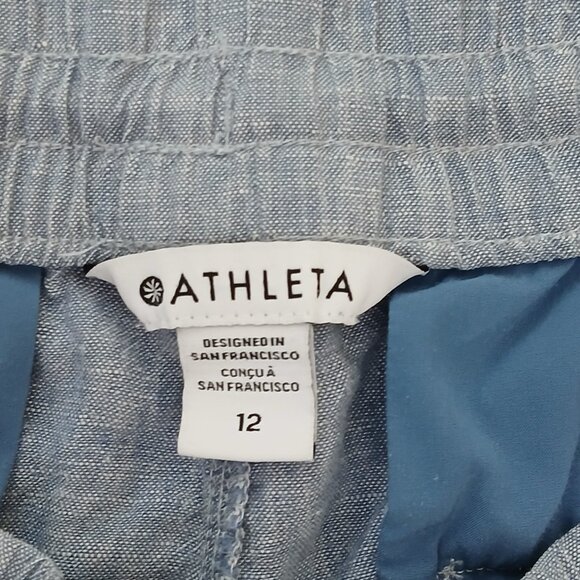 ATHLETA
DESIGNED IN
SAN FRANCISCO
CONÇU À
SAN FRANCISCO
12